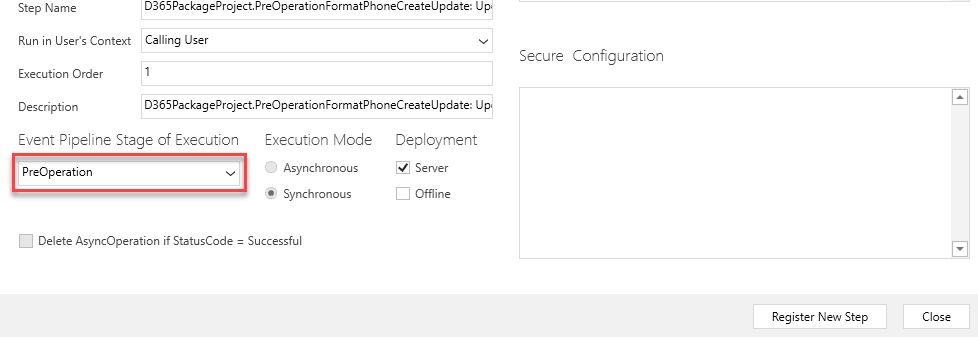 Step Name D365PackageProject.PreOperationFormatPhoneCreateUpdate: Up
Run in User's Context Calling User
Secure Configuration
Execution Order 1
Description D365PackageProject.PreOperationFormatPhoneCreateUpdate: Up
Event Pipeline Stage of Execution Execution Mode Deployment
PreOperation Asynchronous Server
Synchronous Offline
Delete AsyncOperation if StatusCode = Successful
Register New Step Close